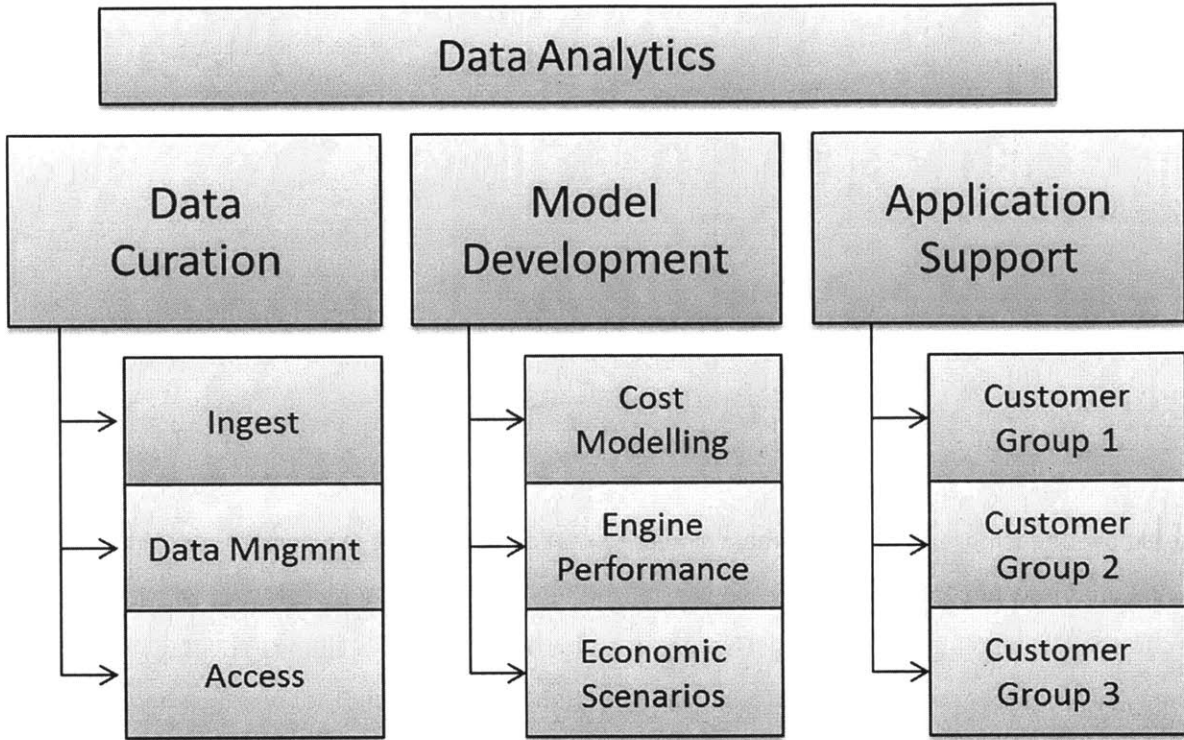 Data Analytics
Data
Curation
Model
Development
Application
Support
Ingest
Data Mngmnt
Access
Cost
Modelling
Engine
Performance
Economic
Scenarios
Customer
Group 1
Customer
Group 2
Customer
Group 3